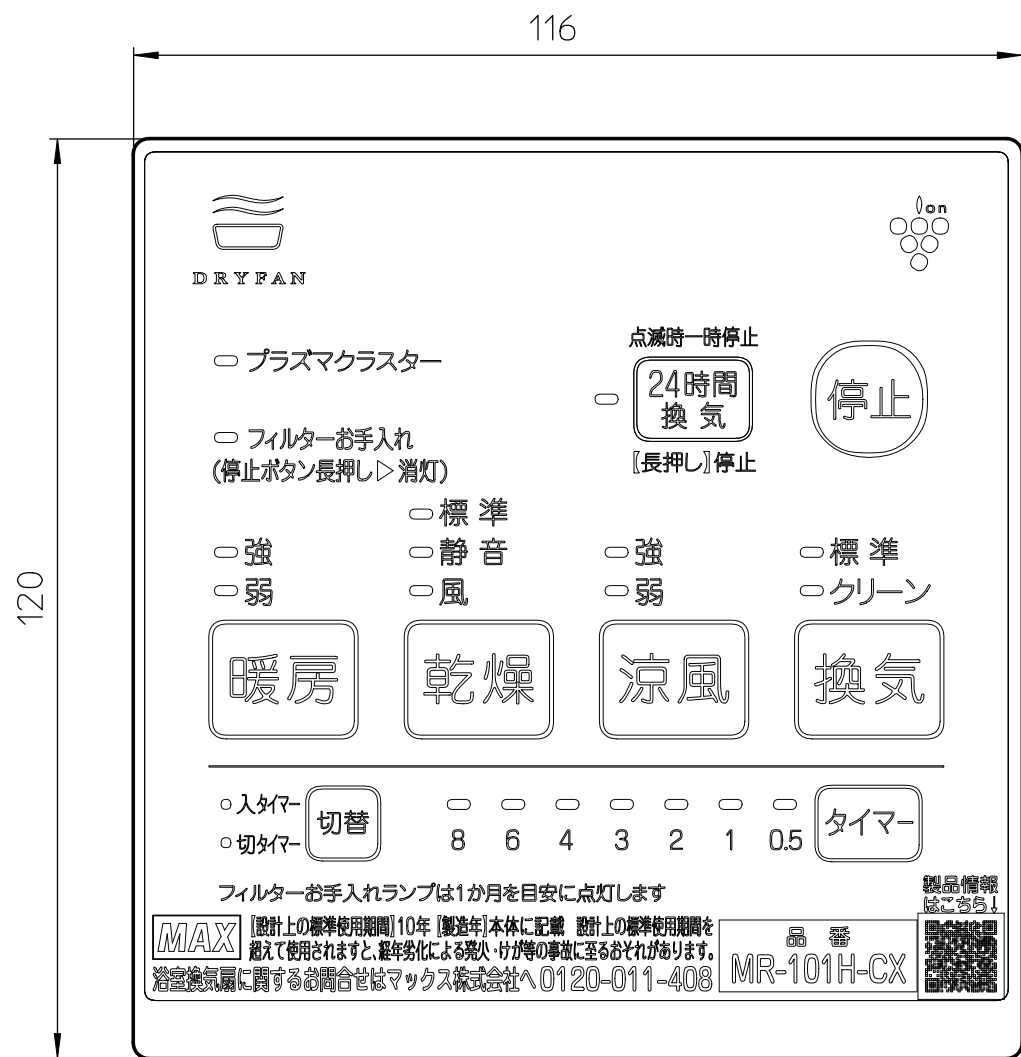 116
120
ion
DRYFAN
点滅時一時停止
プラズマクラスター
24時間
換気
停止
フィルターお手入れ
(停止ボタン長押し▷消灯)
[長押し]停止
標準
強 静音 強 標準
弱 風 弱 クリーン
暖房 乾燥 涼風 換気
入タイマー
切タイマー
切替
8 6 4 3 2 1 0.5
タイマー
フィルターお手入れランプは1か月を目安に点灯します
製品情報
はこちら↓
MAX
[設計上の標準使用期間]10年 [製造年]本体に記載 設計上の標準使用期間を
超えて使用されますと、経年劣化による発火・けが等の事故に至るおそれがあります。
浴室換気扇に関するお問合せはマックス株式会社へ 0120-011-408
品番
MR-101H-CX